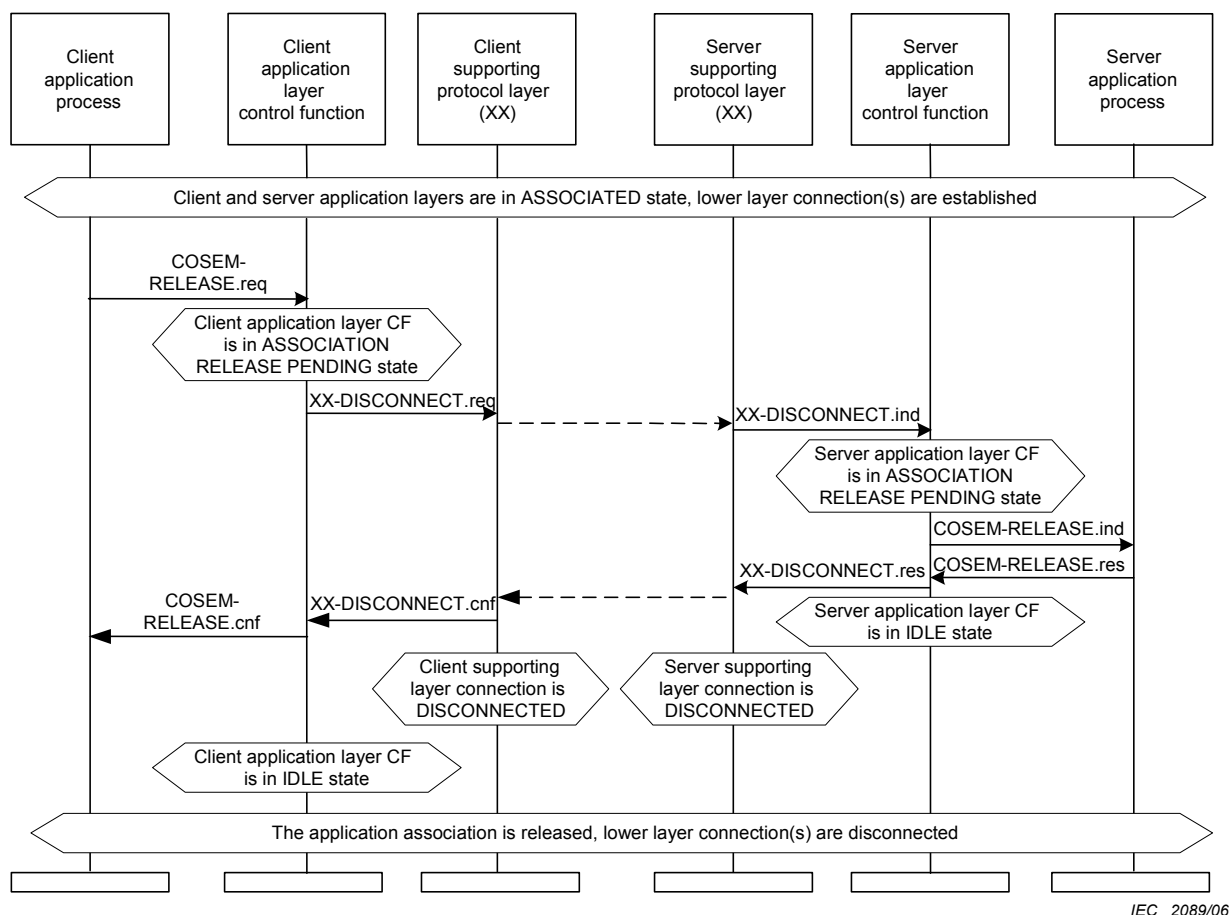 Client
application
process
Client
application
layer
control function
Client
supporting
protocol layer
(XX)
Server
supporting
protocol layer
(XX)
Server
application
layer
control function
Server
application
process
Client and server application layers are in ASSOCIATED state, lower layer connection(s) are established
COSEM-
RELEASE.req
Client application layer CF
is in ASSOCIATION
RELEASE PENDING state
XX-DISCONNECT.req
XX-DISCONNECT.ind
Server application layer CF
is in ASSOCIATION
RELEASE PENDING state
COSEM-RELEASE.ind
COSEM-RELEASE.res
XX-DISCONNECT.res
XX-DISCONNECT.cnf
COSEM-
RELEASE.cnf
Server application layer CF
is in IDLE state
Client supporting
layer connection is
DISCONNECTED
Server supporting
layer connection is
DISCONNECTED
Client application layer CF
is in IDLE state
The application association is released, lower layer connection(s) are disconnected
IEC 2089/06